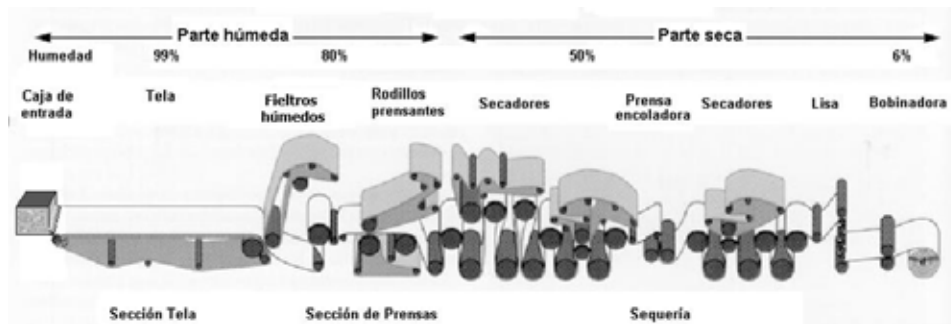 Parte húmeda Parte seca
Humedad 99% 80% 50% 6%
Caja de entrada
Tela
Fieltros húmedos
Rodillos prensantes
Secadores
Prensa encoladora
Secadores
Lisa
Bobinadora
Sección Tela Sección de Prensas Sequería